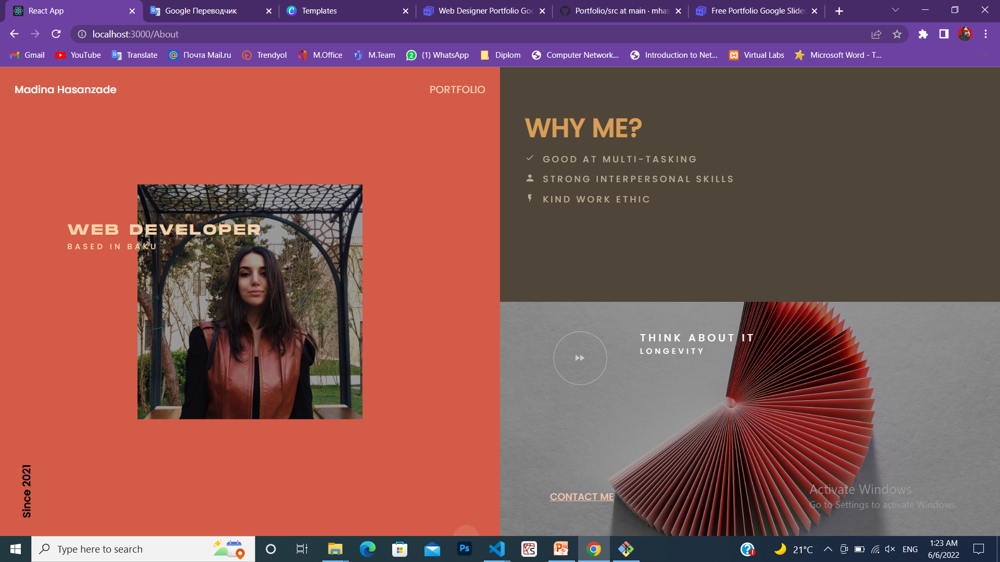 React App
Google Переводчик
Templates
Web Designer Portfolio Goo
Portfolio/src at main · mhas
Free Portfolio Google Slides
localhost:3000/About
Gmail
YouTube
Translate
Почта Mail.ru
Trendyol
M.Office
M.Team
(1) WhatsApp
Diplom
Computer Network...
Introduction to Net...
Virtual Labs
Microsoft Word - T...
Madina Hasanzade
PORTFOLIO
WEB DEVELOPER
BASED IN BAKU
Since 2021
WHY ME?
GOOD AT MULTI-TASKING
STRONG INTERPERSONAL SKILLS
KIND WORK ETHIC
THINK ABOUT IT
LONGEVITY
CONTACT ME
Activate Windows
Go to Settings to activate Windows.
Type here to search
Ps
21°C
ENG
1:23 AM
6/6/2022